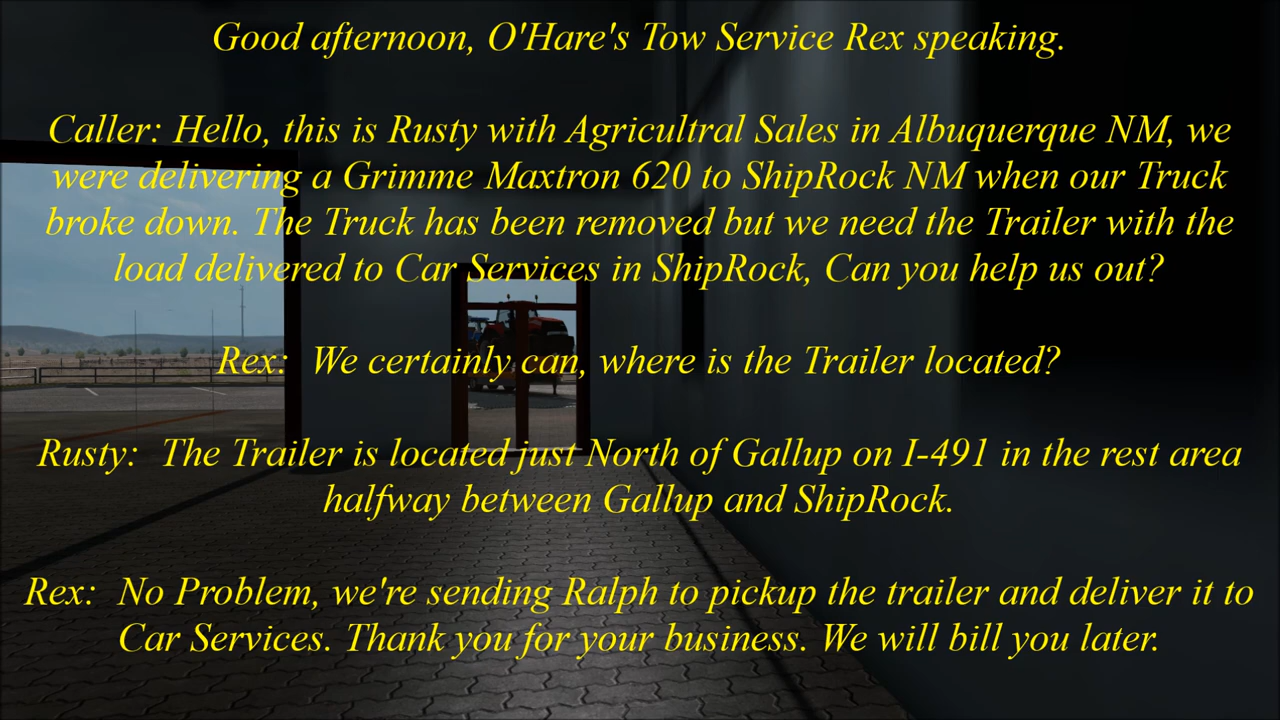 Good afternoon, O'Hare's Tow Service Rex speaking.
Caller: Hello, this is Rusty with Agricultral Sales in Albuquerque NM, we
were delivering a Grimme Maxtron 620 to ShipRock NM when our Truck
broke down. The Truck has been removed but we need the Trailer with the
load delivered to Car Services in ShipRock, Can you help us out?
Rex:  We certainly can, where is the Trailer located?
Rusty:  The Trailer is located just North of Gallup on I-491 in the rest area
halfway between Gallup and ShipRock.
Rex:  No Problem, we're sending Ralph to pickup the trailer and deliver it to
Car Services. Thank you for your business. We will bill you later.